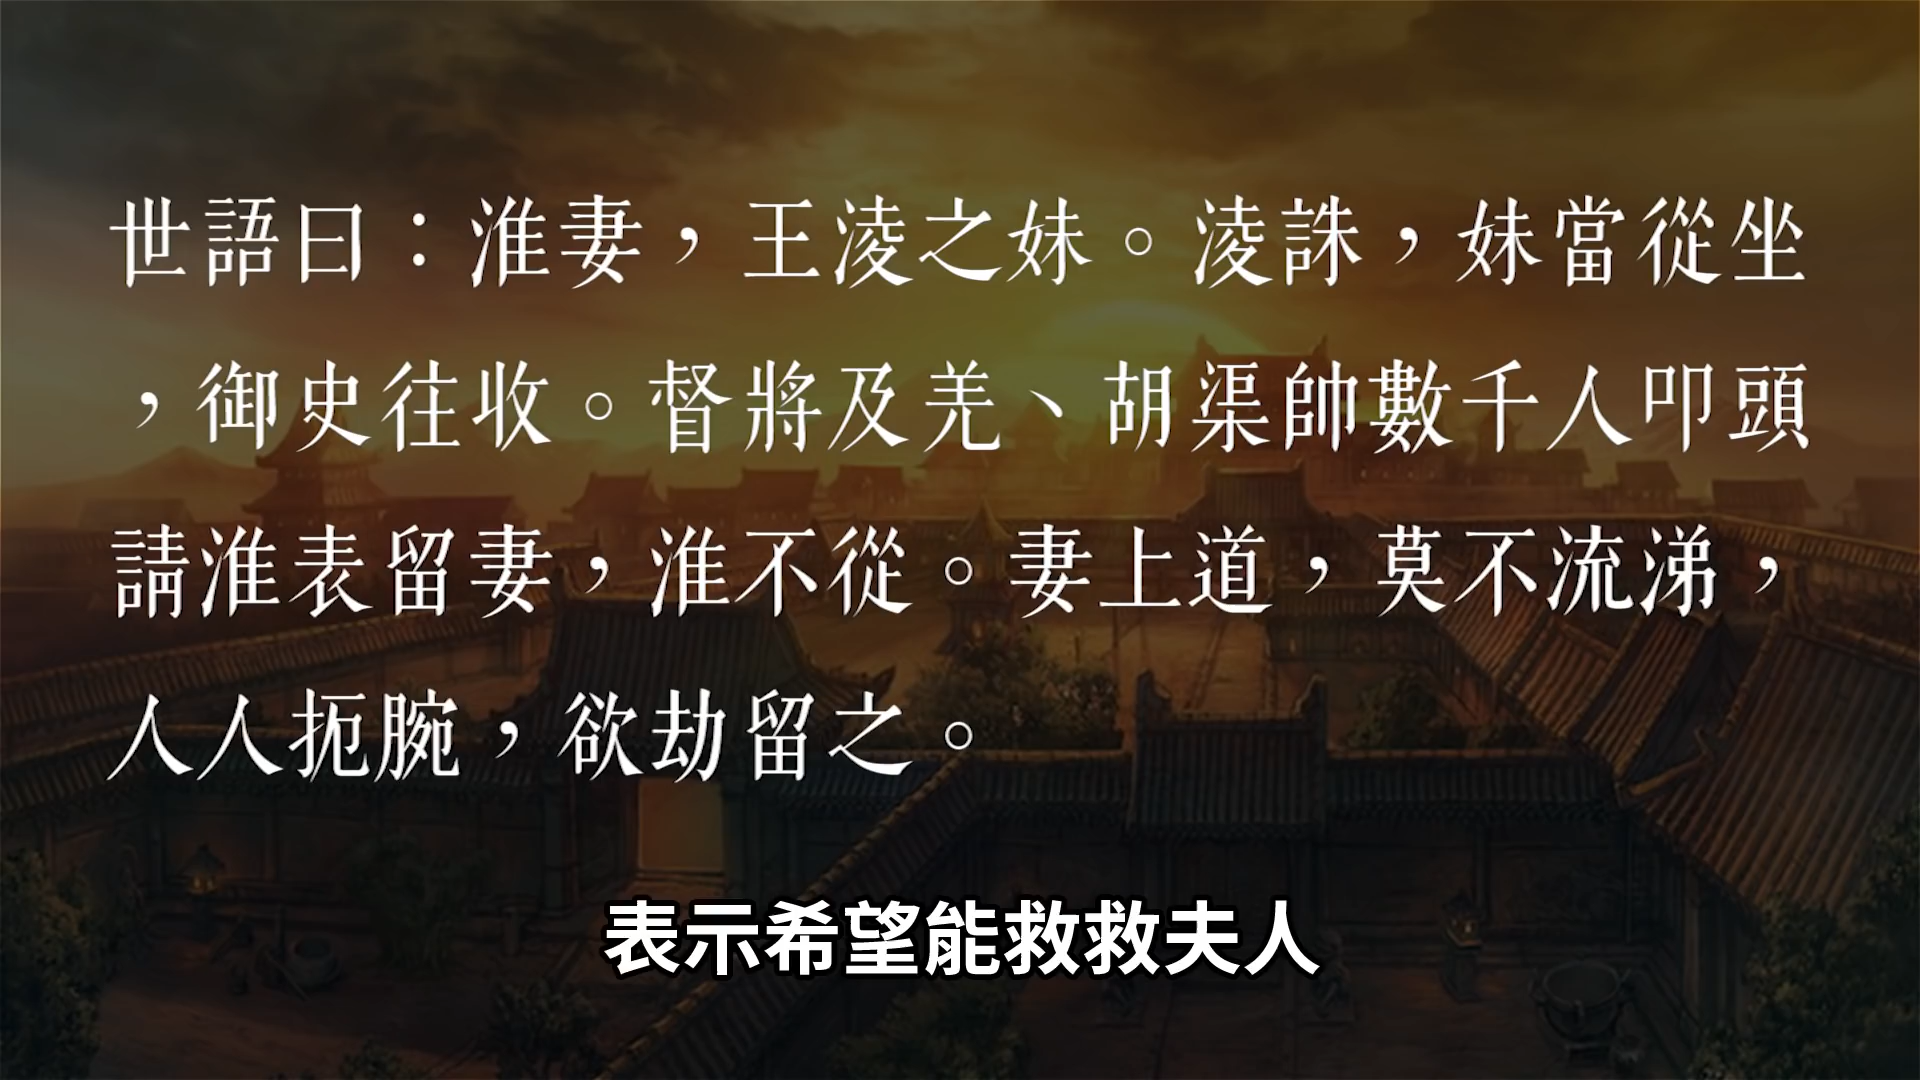 世語曰：淮妻，王淩之妹。淩誅，妹當從坐
，御史往收。督將及羌、胡渠帥數千人叩頭
請淮表留妻，淮不從。妻上道，莫不流涕，
人人扼腕，欲劫留之。
表示希望能救救夫人